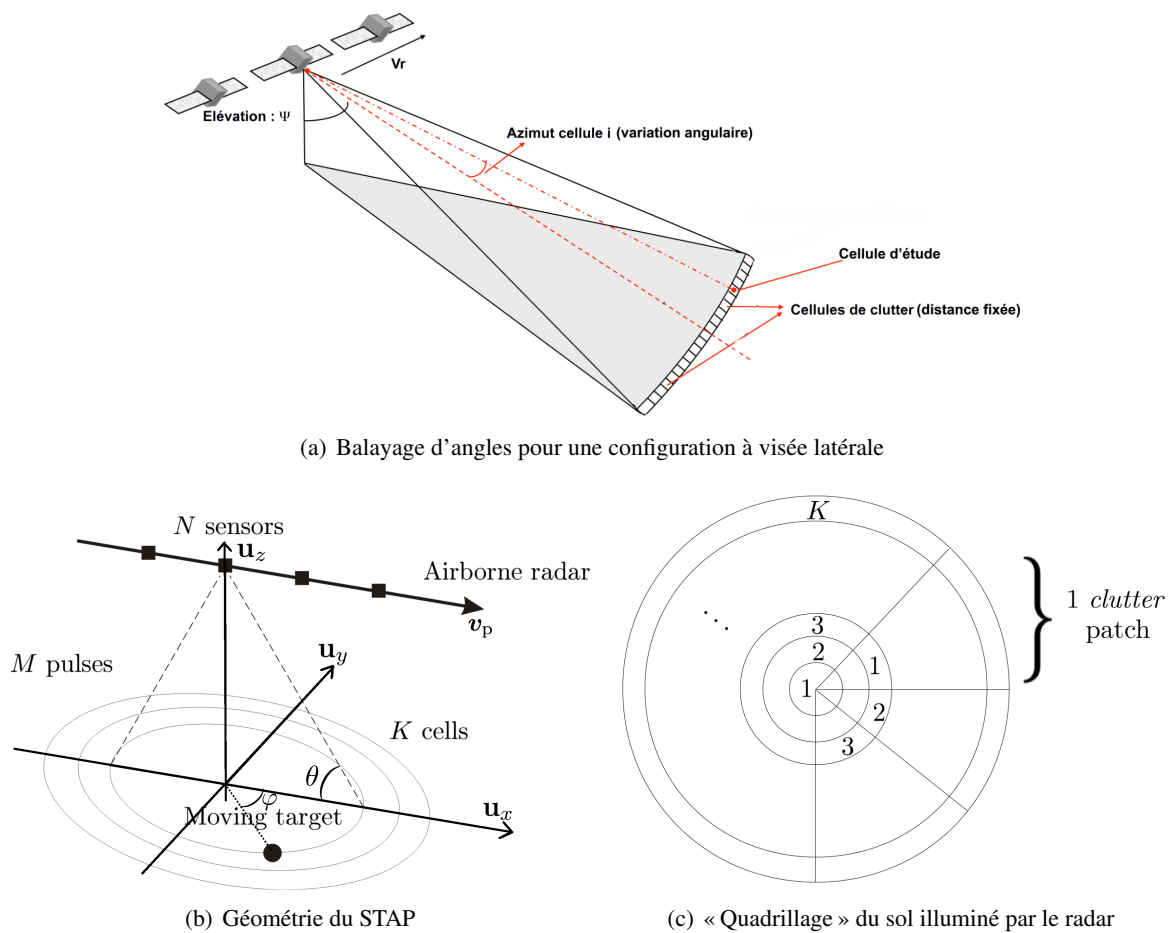 Vr
Elévation : Ψ
Azimut cellule i (variation angulaire)
Cellule d'étude
Cellules de clutter (distance fixée)
(a) Balayage d'angles pour une configuration à visée latérale
N sensors
u_z
Airborne radar
v_p
M pulses
u_y
K cells
θ
φ
Moving target
u_x
(b) Géométrie du STAP
K
⋱
3
2
1
1
2
3
1 clutter
patch
(c) « Quadrillage » du sol illuminé par le radar